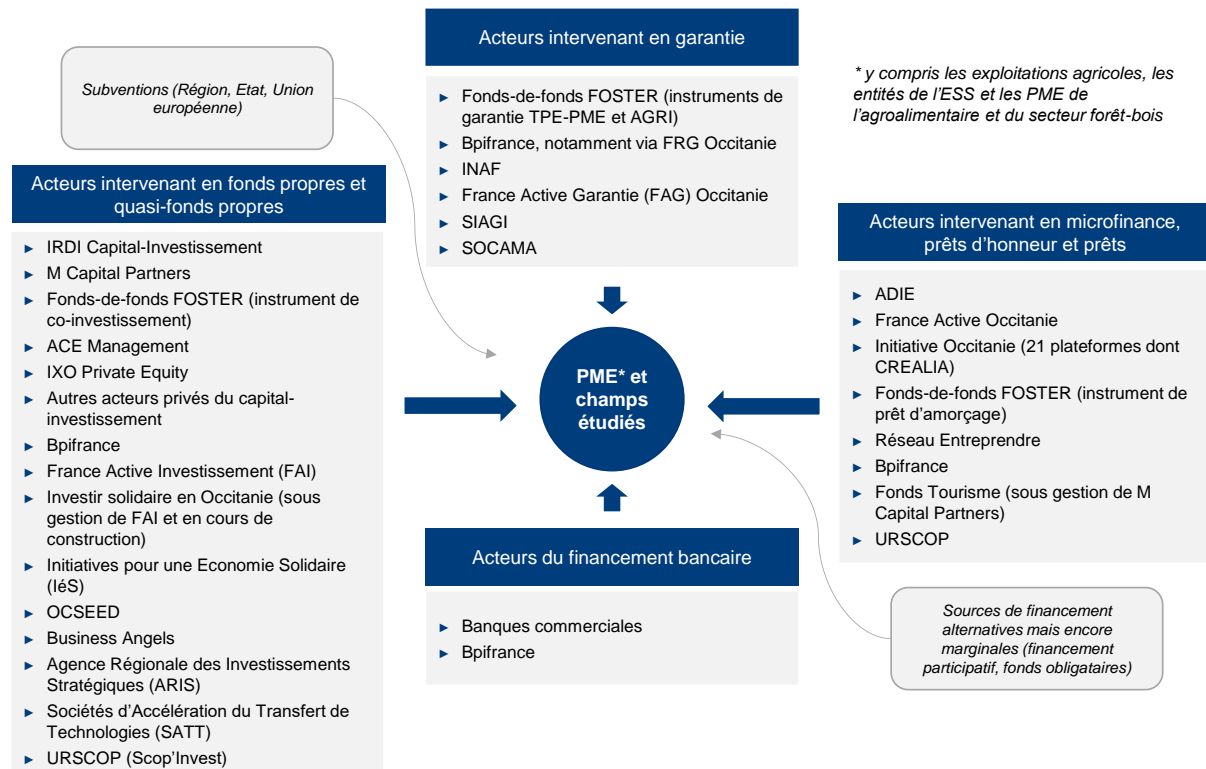 Subventions (Région, Etat, Union
européenne)
Acteurs intervenant en fonds propres et
quasi-fonds propres
► IRDI Capital-Investissement
► M Capital Partners
► Fonds-de-fonds FOSTER (instrument de
co-investissement)
► ACE Management
► IXO Private Equity
► Autres acteurs privés du capital-
investissement
► Bpifrance
► France Active Investissement (FAI)
► Investir solidaire en Occitanie (sous
gestion de FAI et en cours de
construction)
► Initiatives pour une Economie Solidaire
(IéS)
► OCSEED
► Business Angels
► Agence Régionale des Investissements
Stratégiques (ARIS)
► Sociétés d'Accélération du Transfert de
Technologies (SATT)
► URSCOP (Scop'Invest)
Acteurs intervenant en garantie
► Fonds-de-fonds FOSTER (instruments de
garantie TPE-PME et AGRI)
► Bpifrance, notamment via FRG Occitanie
► INAF
► France Active Garantie (FAG) Occitanie
► SIAGI
► SOCAMA
PME* et
champs
étudiés
Acteurs du financement bancaire
► Banques commerciales
► Bpifrance
* y compris les exploitations agricoles, les
entités de l'ESS et les PME de
l'agroalimentaire et du secteur forêt-bois
Acteurs intervenant en microfinance,
prêts d'honneur et prêts
► ADIE
► France Active Occitanie
► Initiative Occitanie (21 plateformes dont
CREALIA)
► Fonds-de-fonds FOSTER (instrument de
prêt d'amorçage)
► Réseau Entreprendre
► Bpifrance
► Fonds Tourisme (sous gestion de M
Capital Partners)
► URSCOP
Sources de financement
alternatives mais encore
marginales (financement
participatif, fonds obligataires)